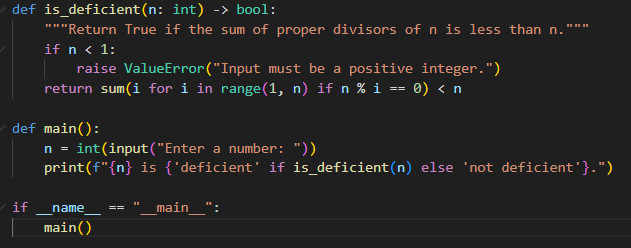 def is_deficient(n: int) -> bool:
    """Return True if the sum of proper divisors of n is less than n."""
    if n < 1:
        raise ValueError("Input must be a positive integer.")
    return sum(i for i in range(1, n) if n % i == 0) < n

def main():
    n = int(input("Enter a number: "))
    print(f"{n} is {'deficient' if is_deficient(n) else 'not deficient'}.")

if __name__ == "__main__":
    main()